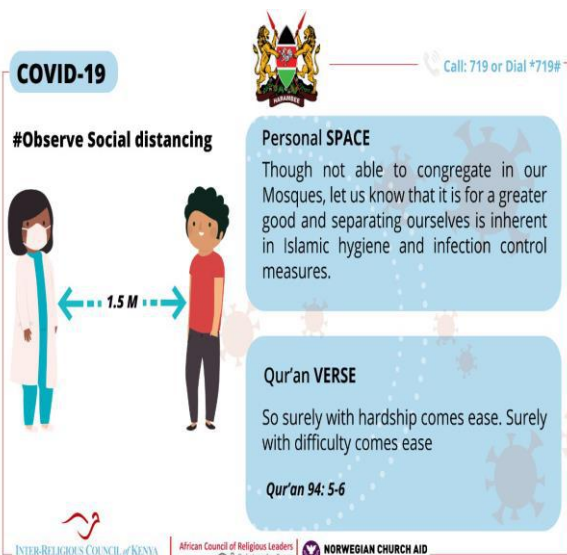 COVID-19
HARAMBEE
Call: 719 or Dial *719#
#Observe Social distancing
1.5 M
Personal SPACE
Though not able to congregate in our
Mosques, let us know that it is for a greater
good and separating ourselves is inherent
in Islamic hygiene and infection control
measures.
Qur'an VERSE
So surely with hardship comes ease. Surely
with difficulty comes ease
Qur'an 94: 5-6
INTER-RELIGIOUS COUNCIL of KENYA
African Council of Religious Leaders
NORWEGIAN CHURCH AID